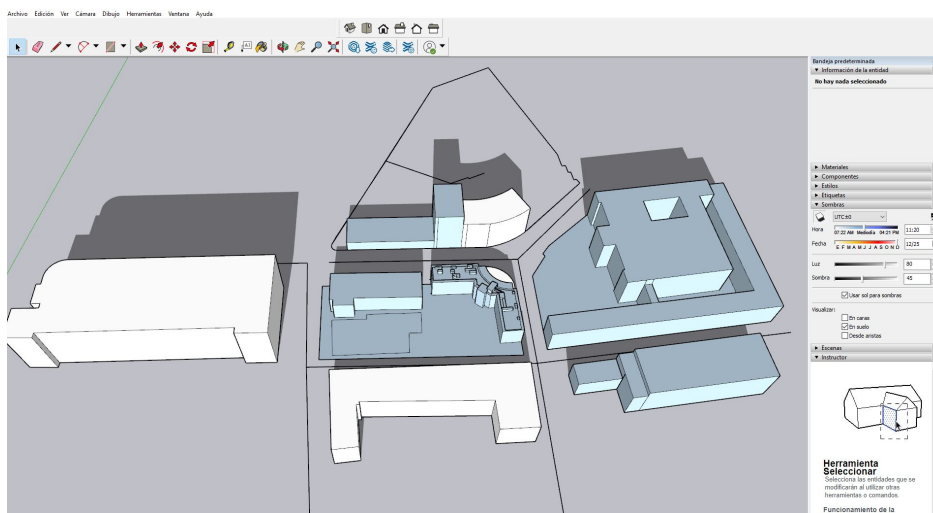 Archivo Edición Ver Cámara Dibujo Herramientas Ventana Ayuda
A1
Bandeja predeterminada
Información de la entidad
No hay nada seleccionado
Materiales
Componentes
Estilos
Etiquetas
Sombras
UTC±0
Hora 07:22 AM Mediodía 04:21 PM 11:20
Fecha E F M A M J J A S O N D 12/25
Luz 80
Sombra 45
Usar sol para sombras
Visualizar:
En caras
En suelo
Desde aristas
Escenas
Instructor
Herramienta
Seleccionar
Selecciona las entidades que se
modificarán al utilizar otras
herramientas o comandos.
Funcionamiento de la